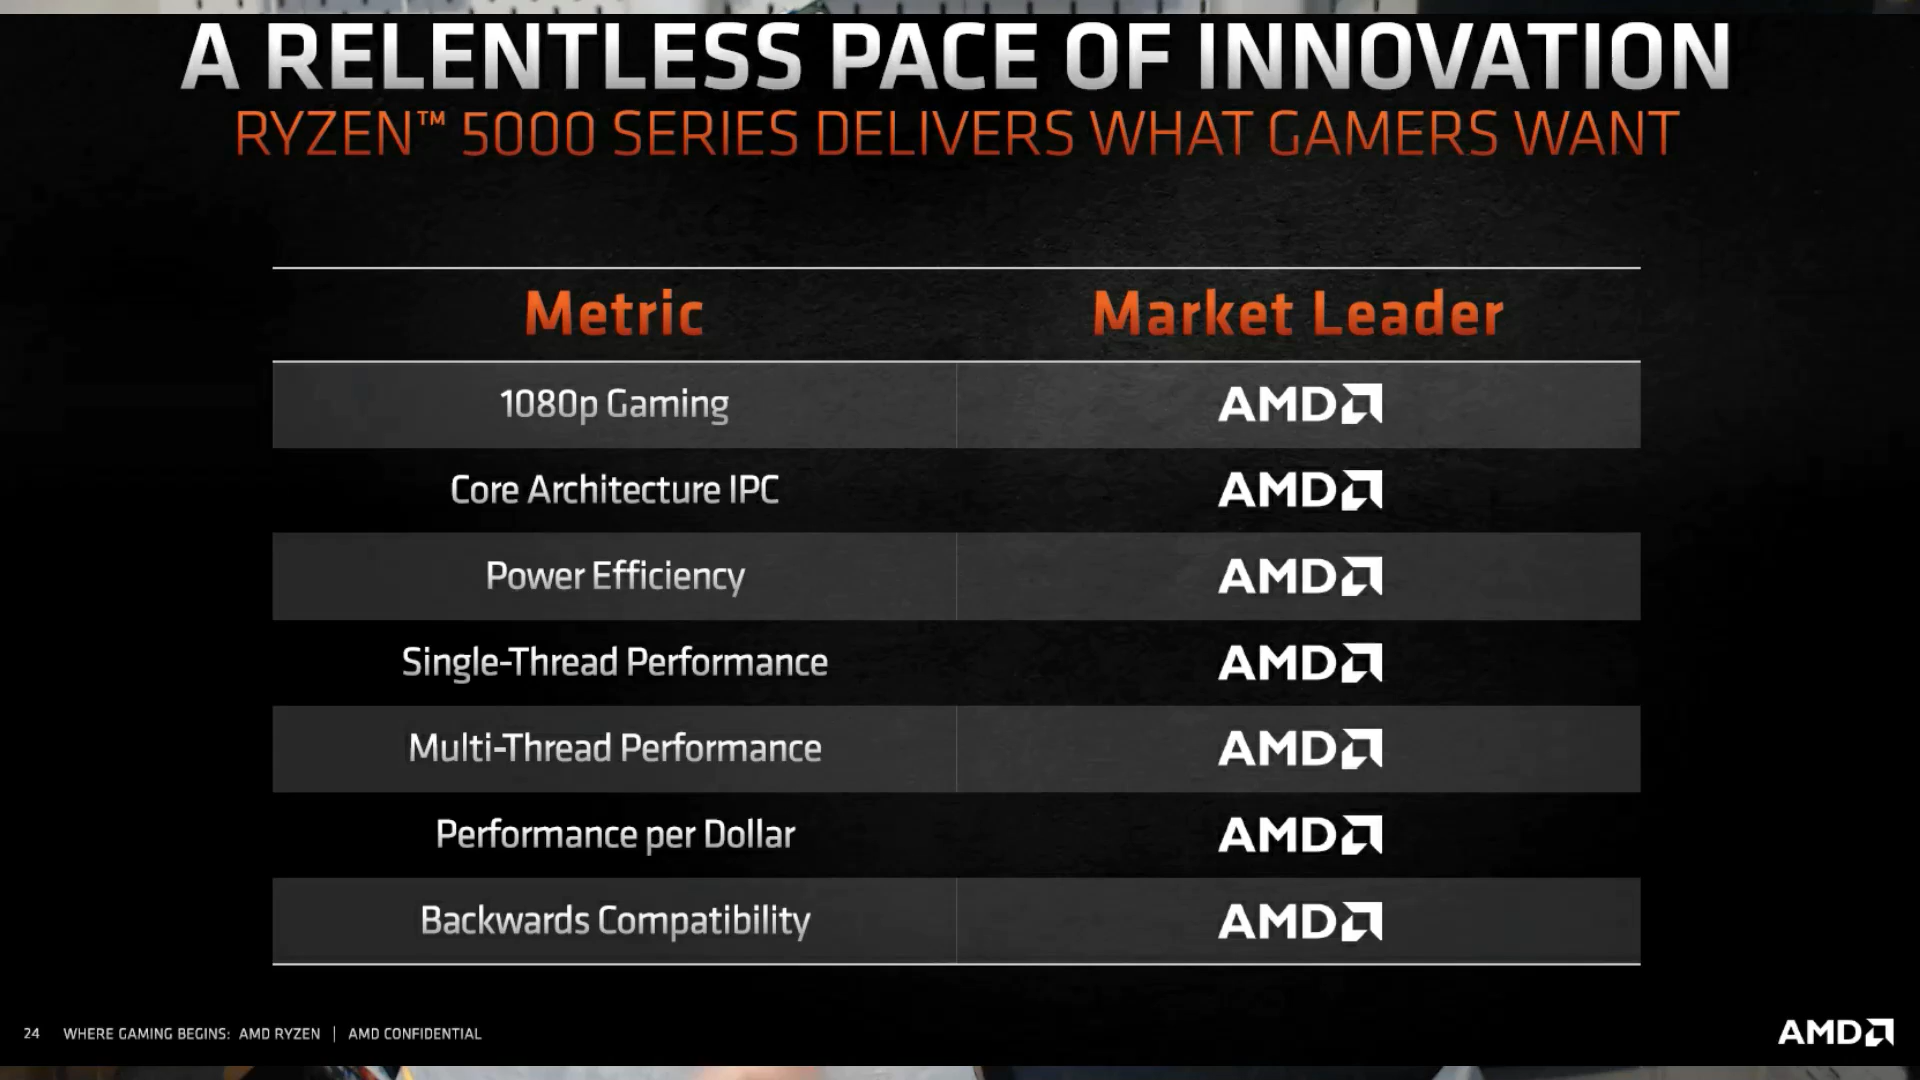 A RELENTLESS PACE OF INNOVATION
RYZEN™ 5000 SERIES DELIVERS WHAT GAMERS WANT
Metric Market Leader
1080p Gaming AMD
Core Architecture IPC AMD
Power Efficiency AMD
Single-Thread Performance AMD
Multi-Thread Performance AMD
Performance per Dollar AMD
Backwards Compatibility AMD
24 WHERE GAMING BEGINS: AMD RYZEN | AMD CONFIDENTIAL
AMD